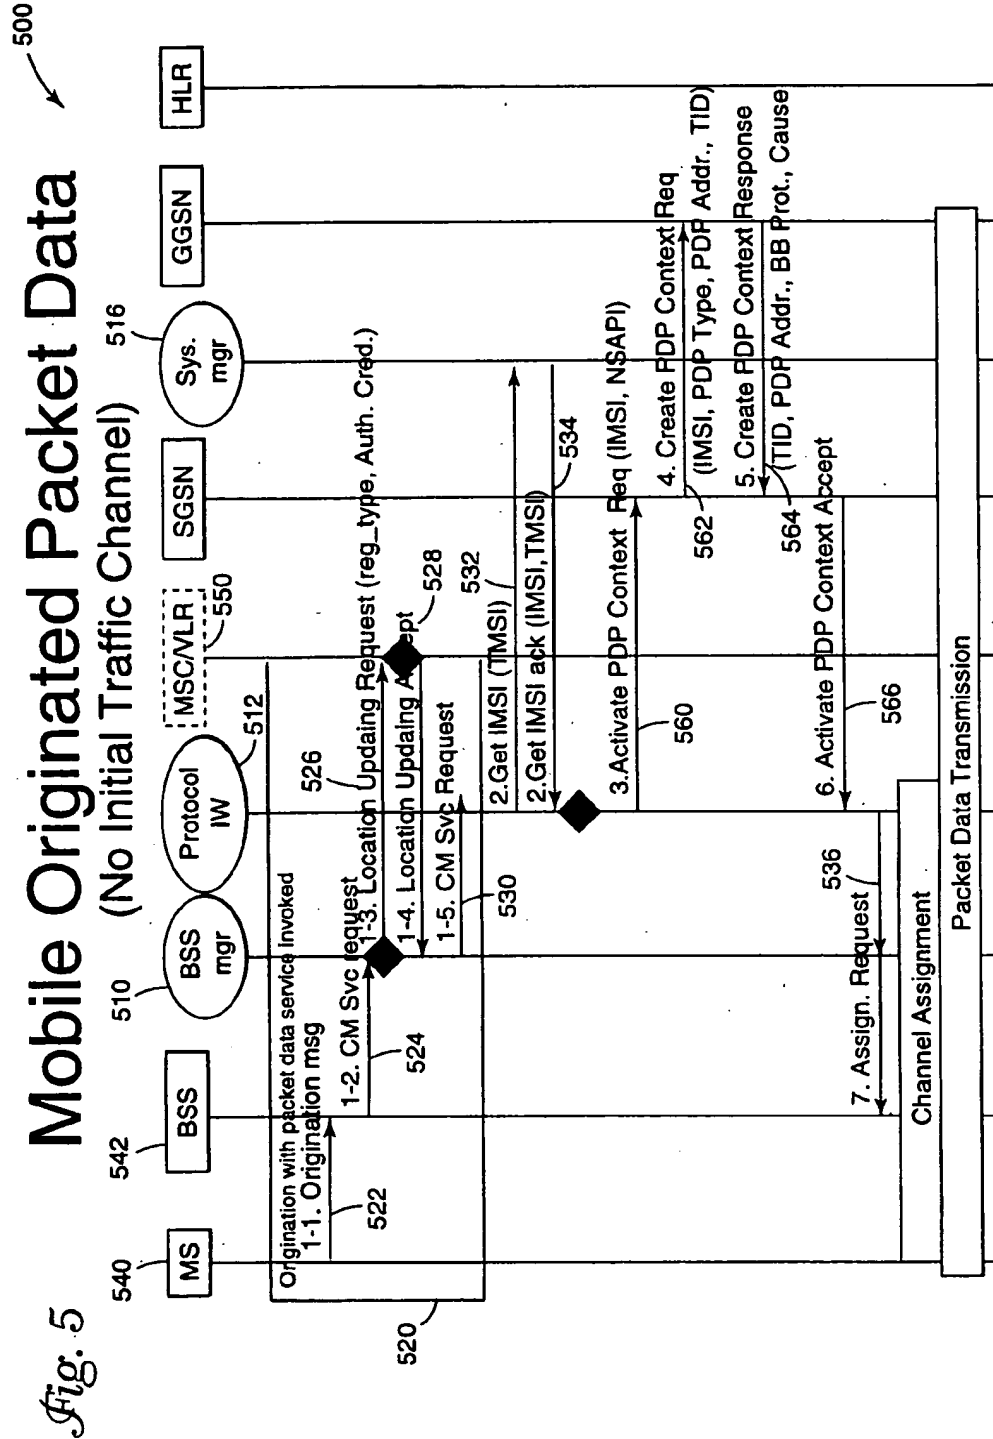 Fig. 5
Mobile Originated Packet Data
(No Initial Traffic Channel)
500
540
MS
542
BSS
510
BSS
mgr
Protocol
IW
512
MSC/VLR
550
SGSN
Sys.
mgr
516
GGSN
HLR
Origination with packet data service invoked
1-1. Origination msg
522
1-2. CM Svc request
524
526
1-3. Location Updaing Request (reg_type, Auth. Cred.)
1-4. Location Updaing Accept
528
1-5. CM Svc Request
530
520
2.Get IMSI (TMSI)
532
2.Get IMSI ack (IMSI,TMSI)
534
3.Activate PDP Context Req (IMSI, NSAPI)
560
4. Create PDP Context Req
(IMSI, PDP Type, PDP Addr., TID)
562
5. Create PDP Context Response
(TID, PDP Addr., BB Prot., Cause
564
6. Activate PDP Context Accept
566
7. Assign. Request
536
Channel Assignment
Packet Data Transmission